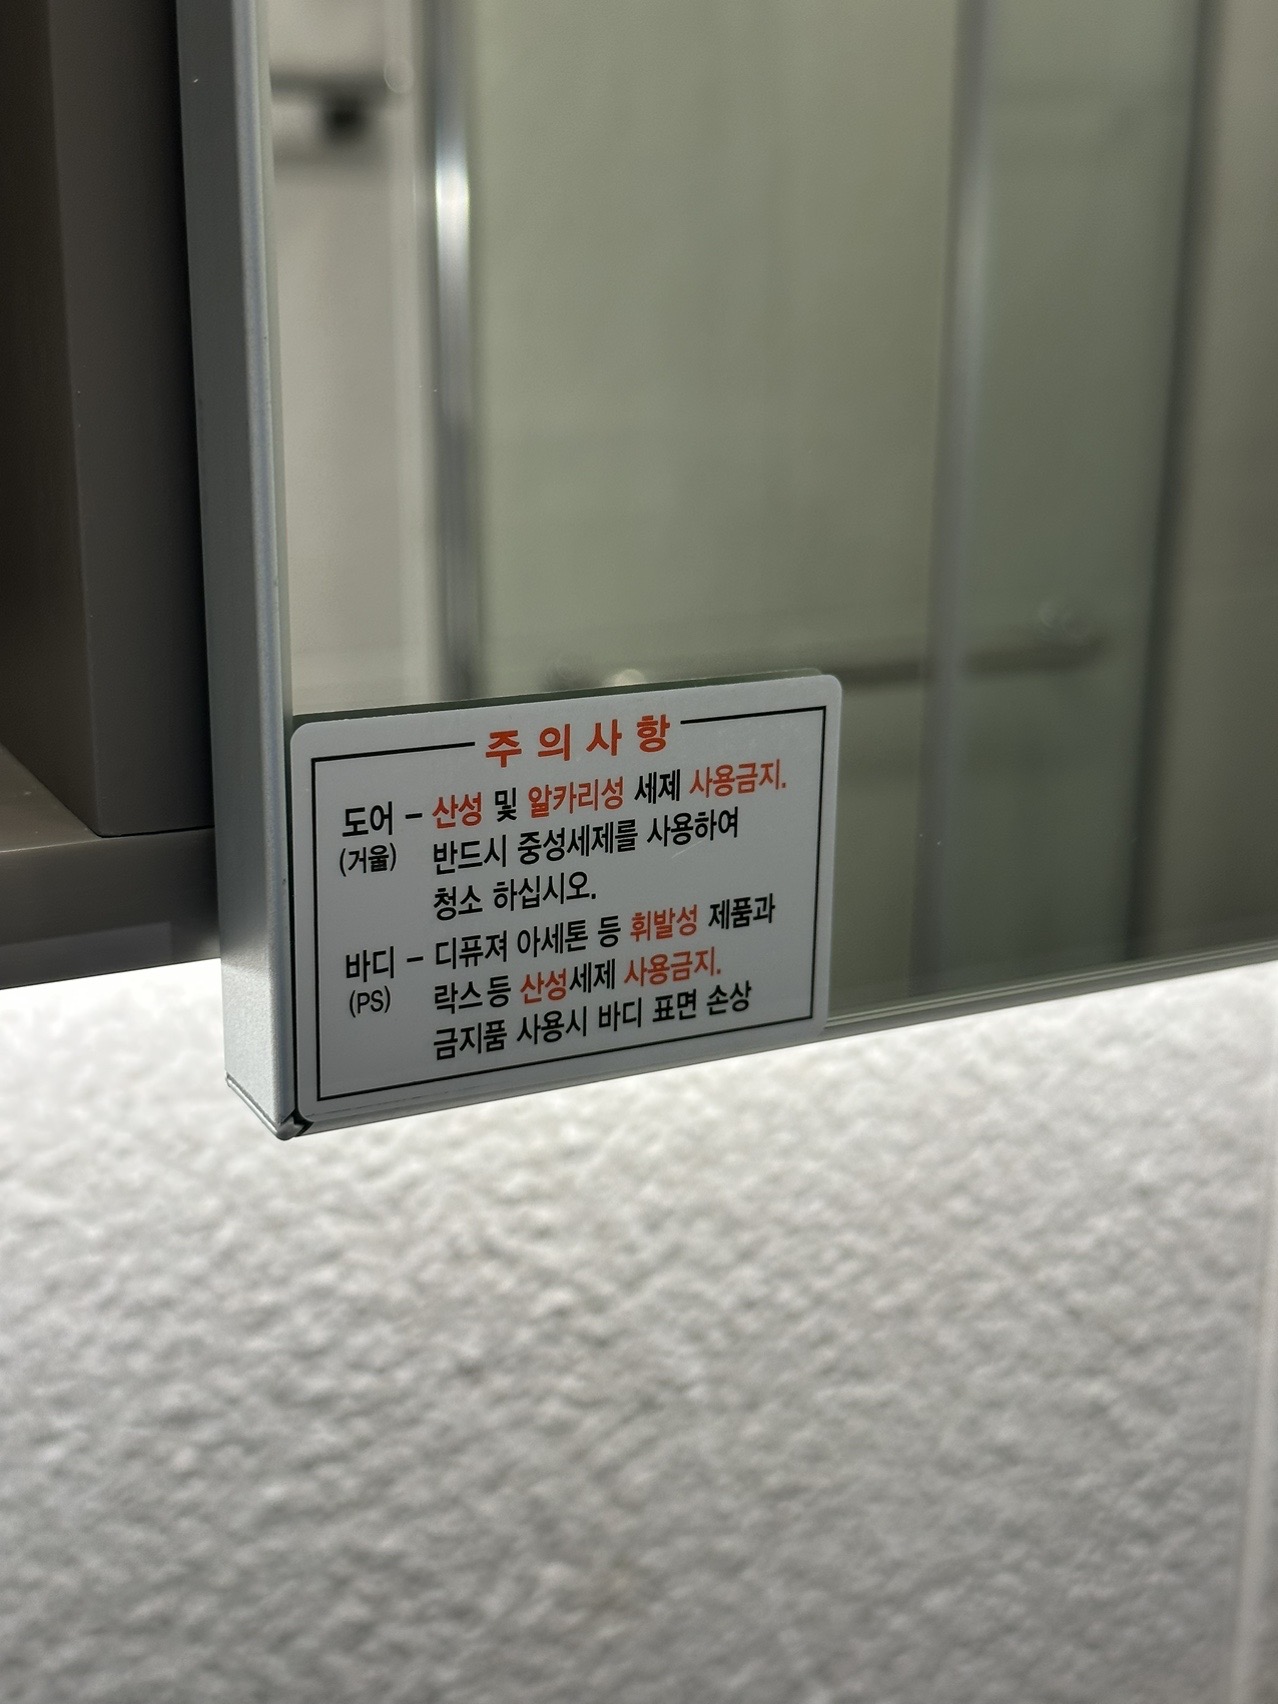 주의사항
도어 - 산성 및 알카리성 세제 사용금지.
(거울) 반드시 중성세제를 사용하여
청소 하십시오.
바디 - 디퓨져 아세톤 등 휘발성 제품과
(PS) 락스등 산성세제 사용금지.
금지품 사용시 바디 표면 손상